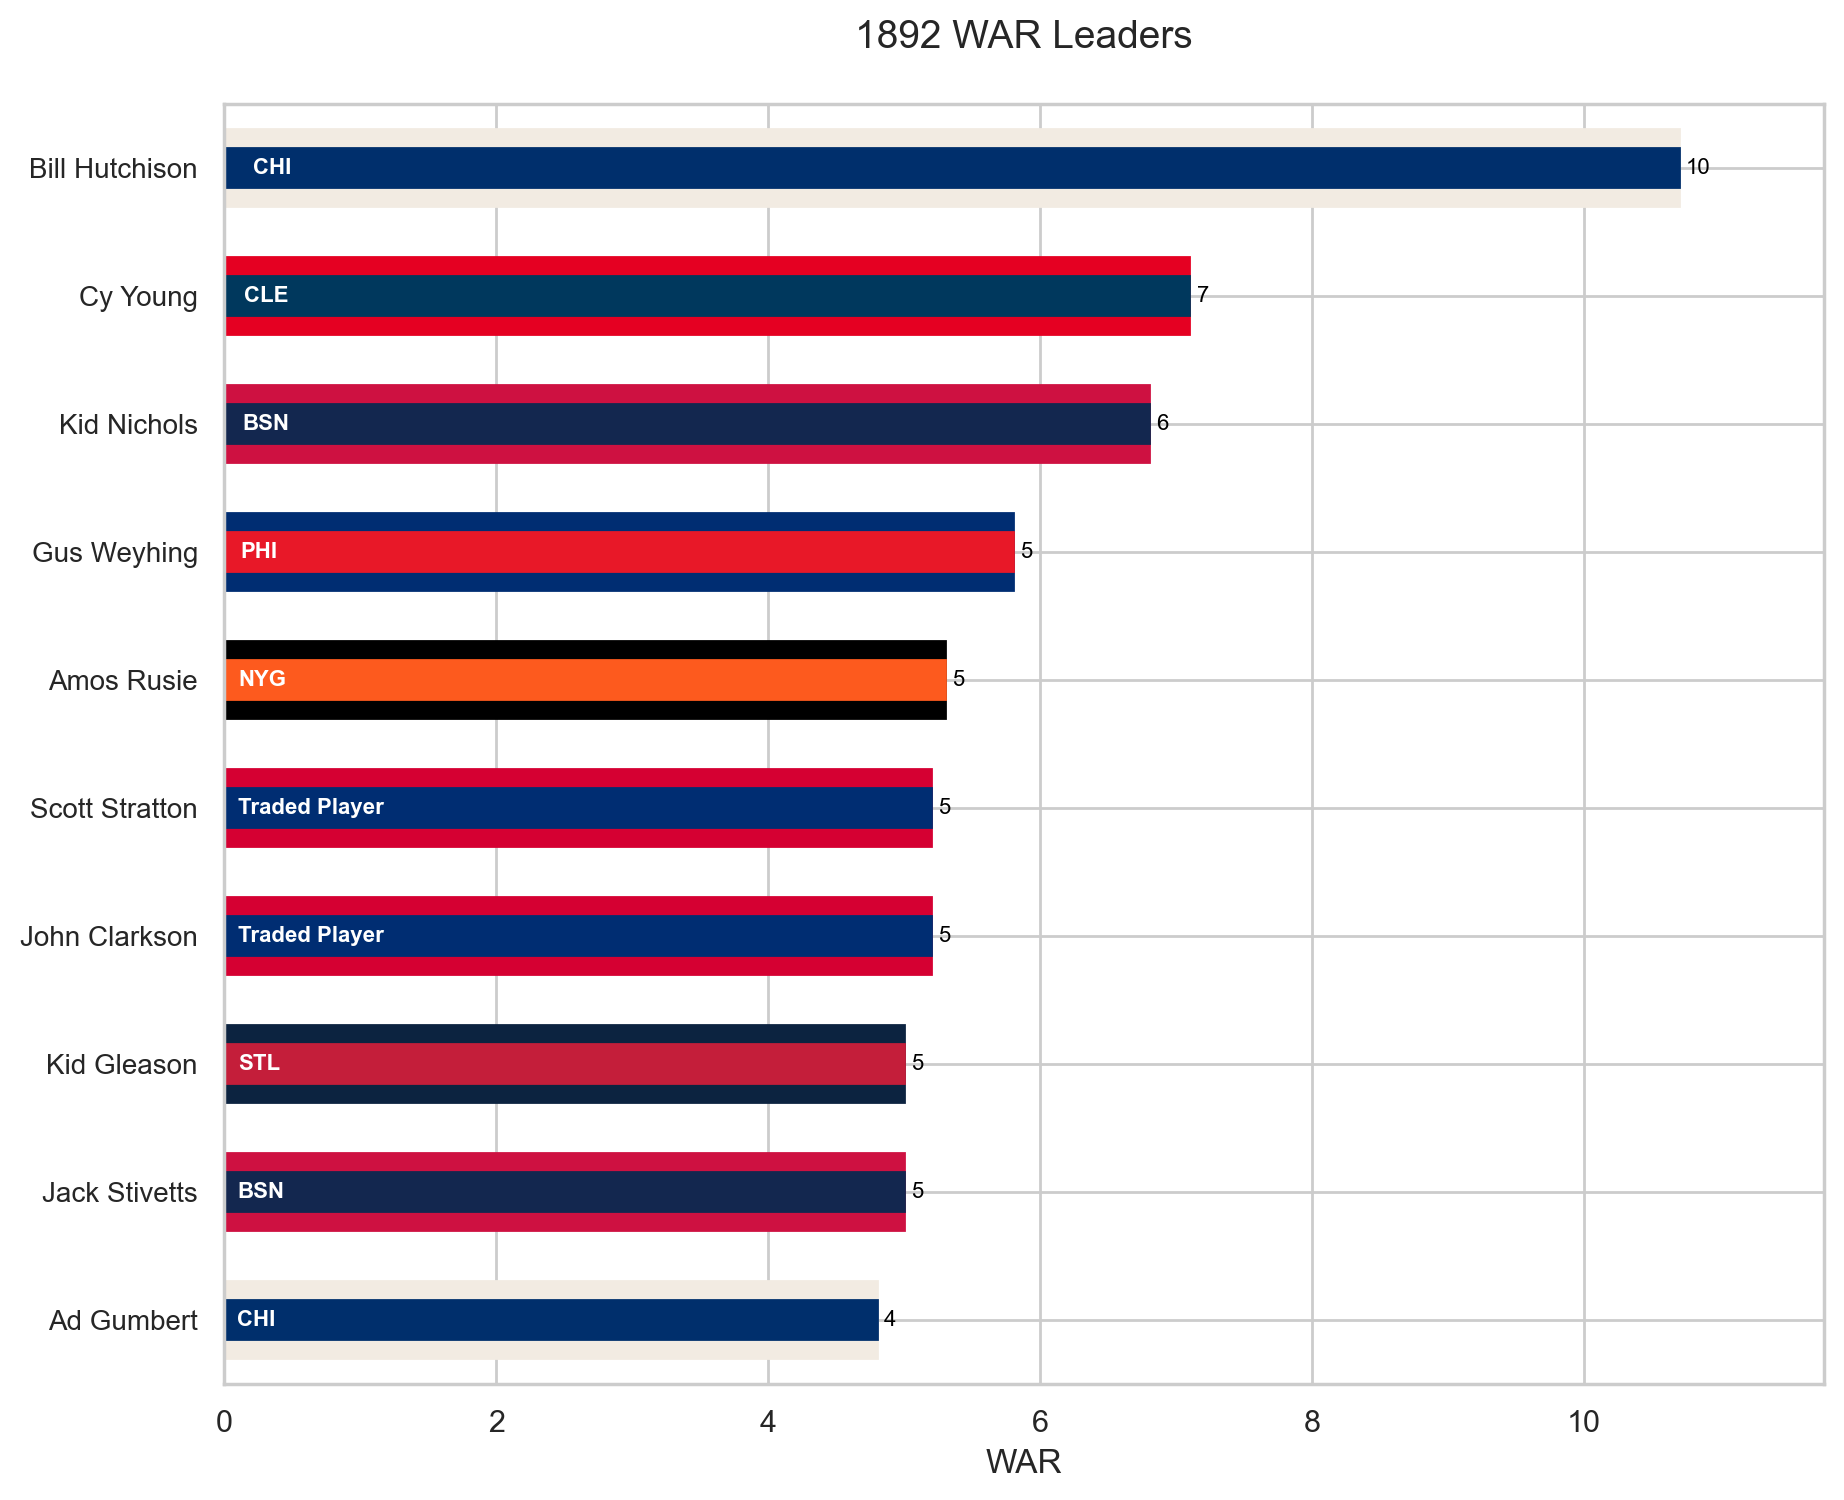 1892 WAR Leaders
Bill Hutchison CHI 10
Cy Young CLE 7
Kid Nichols BSN 6
Gus Weyhing PHI 5
Amos Rusie NYG 5
Scott Stratton Traded Player 5
John Clarkson Traded Player 5
Kid Gleason STL 5
Jack Stivetts BSN 5
Ad Gumbert CHI 4
0 2 4 6 8 10
WAR